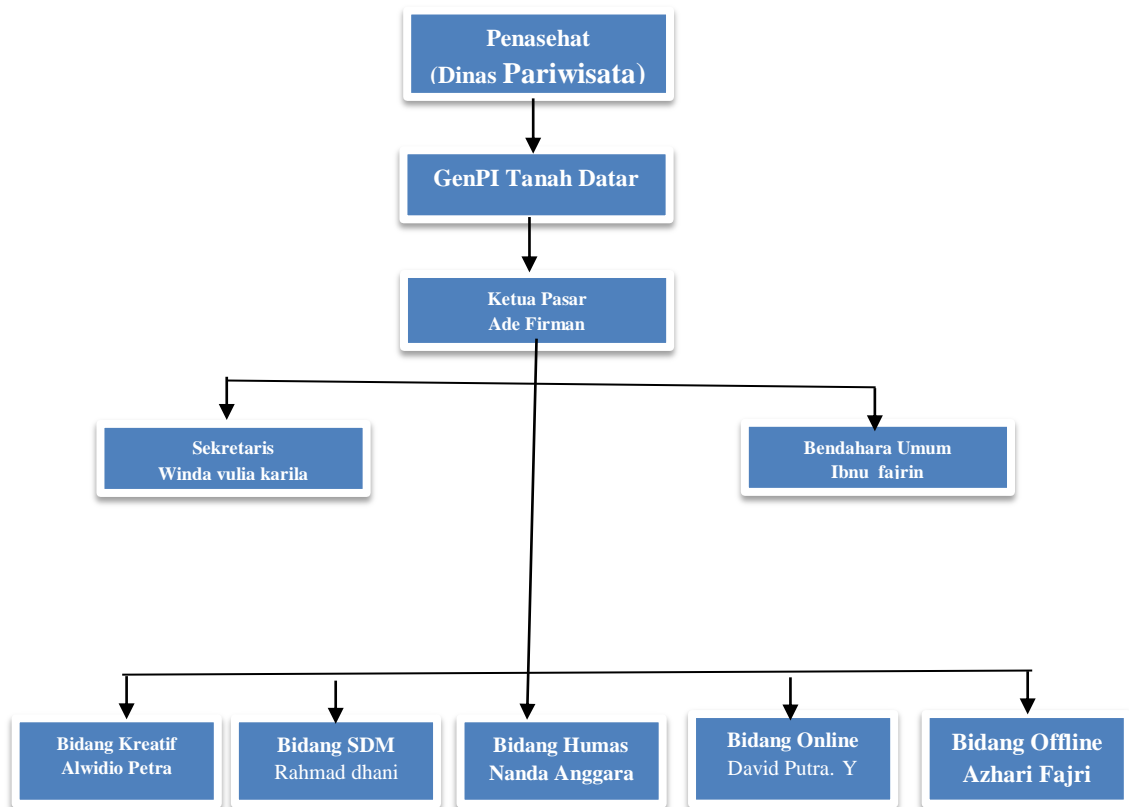 Penasehat
(Dinas Pariwisata)
GenPI Tanah Datar
Ketua Pasar
Ade Firman
Sekretaris
Winda vulia karila
Bendahara Umum
Ibnu fajrin
Bidang Kreatif
Alwidio Petra
Bidang SDM
Rahmad dhani
Bidang Humas
Nanda Anggara
Bidang Online
David Putra. Y
Bidang Offline
Azhari Fajri